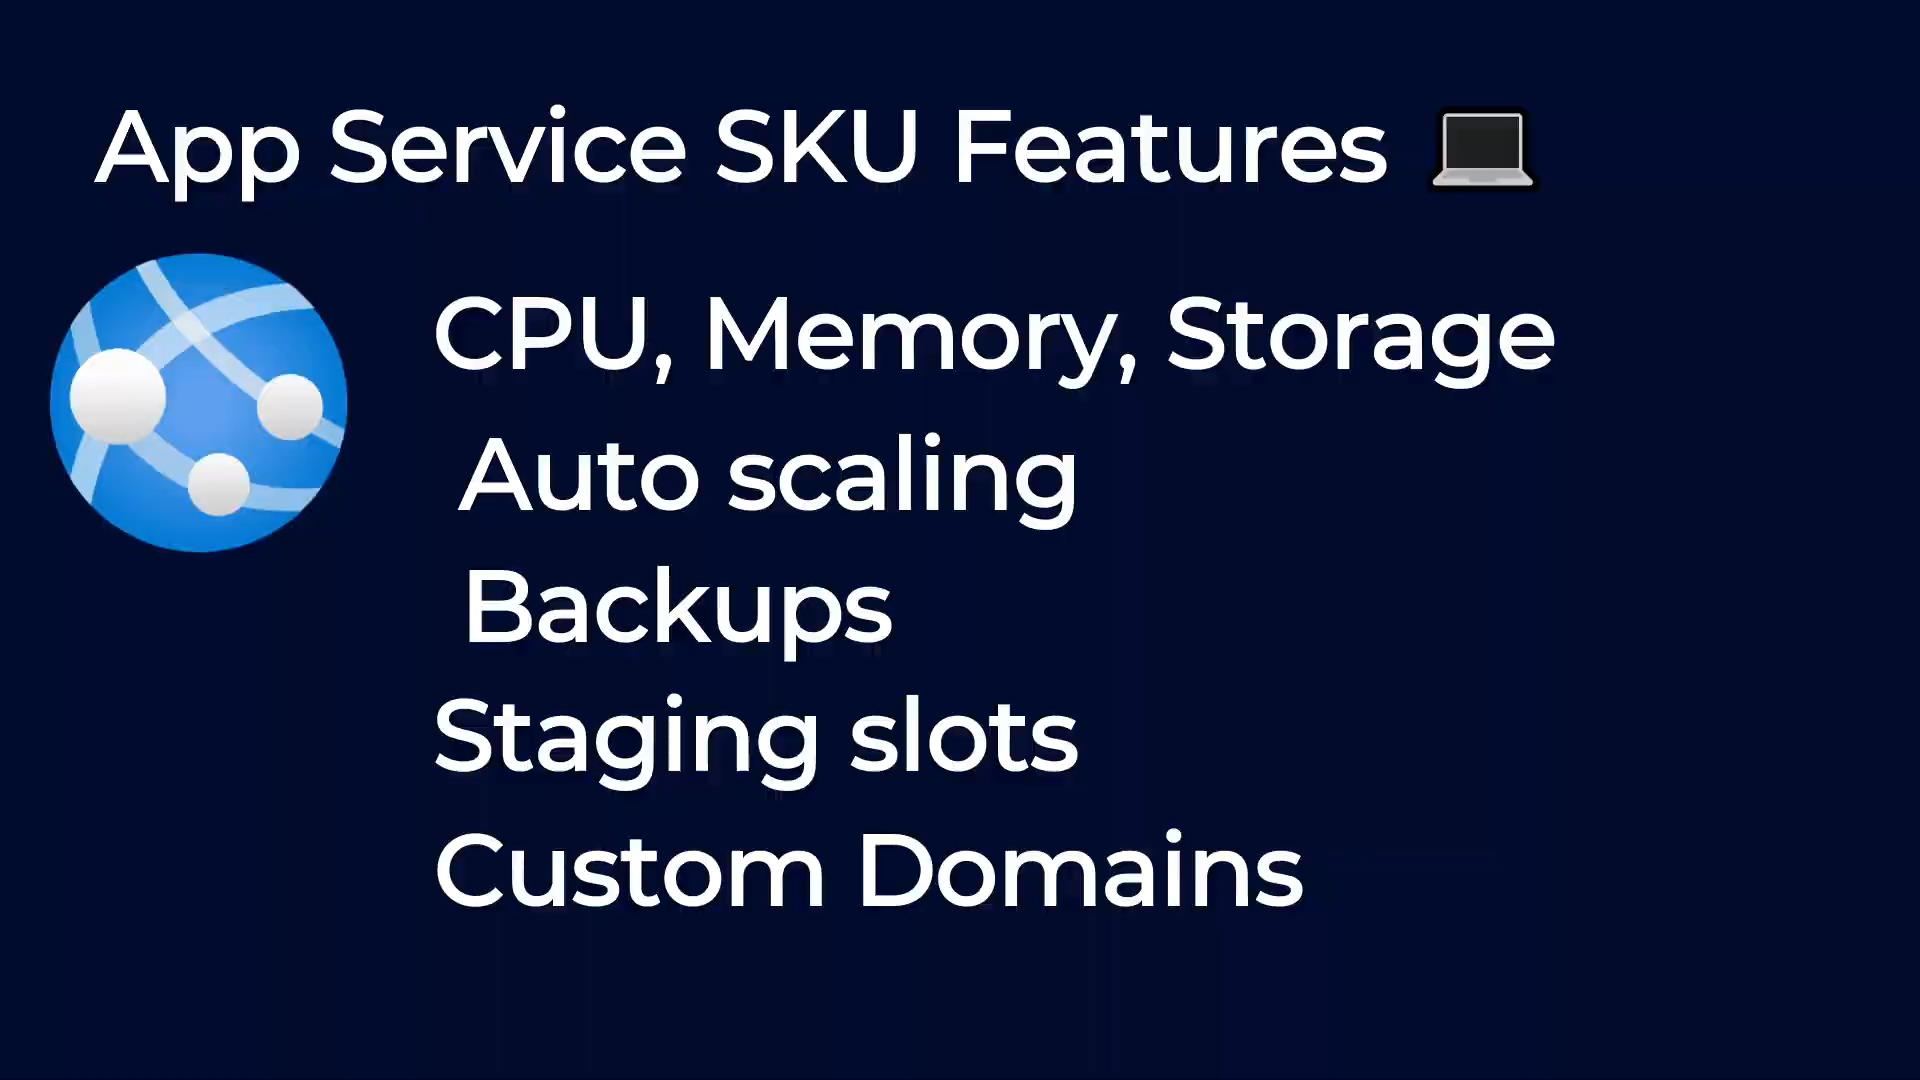 App Service SKU Features 💻
CPU, Memory, Storage
Auto scaling
Backups
Staging slots
Custom Domains